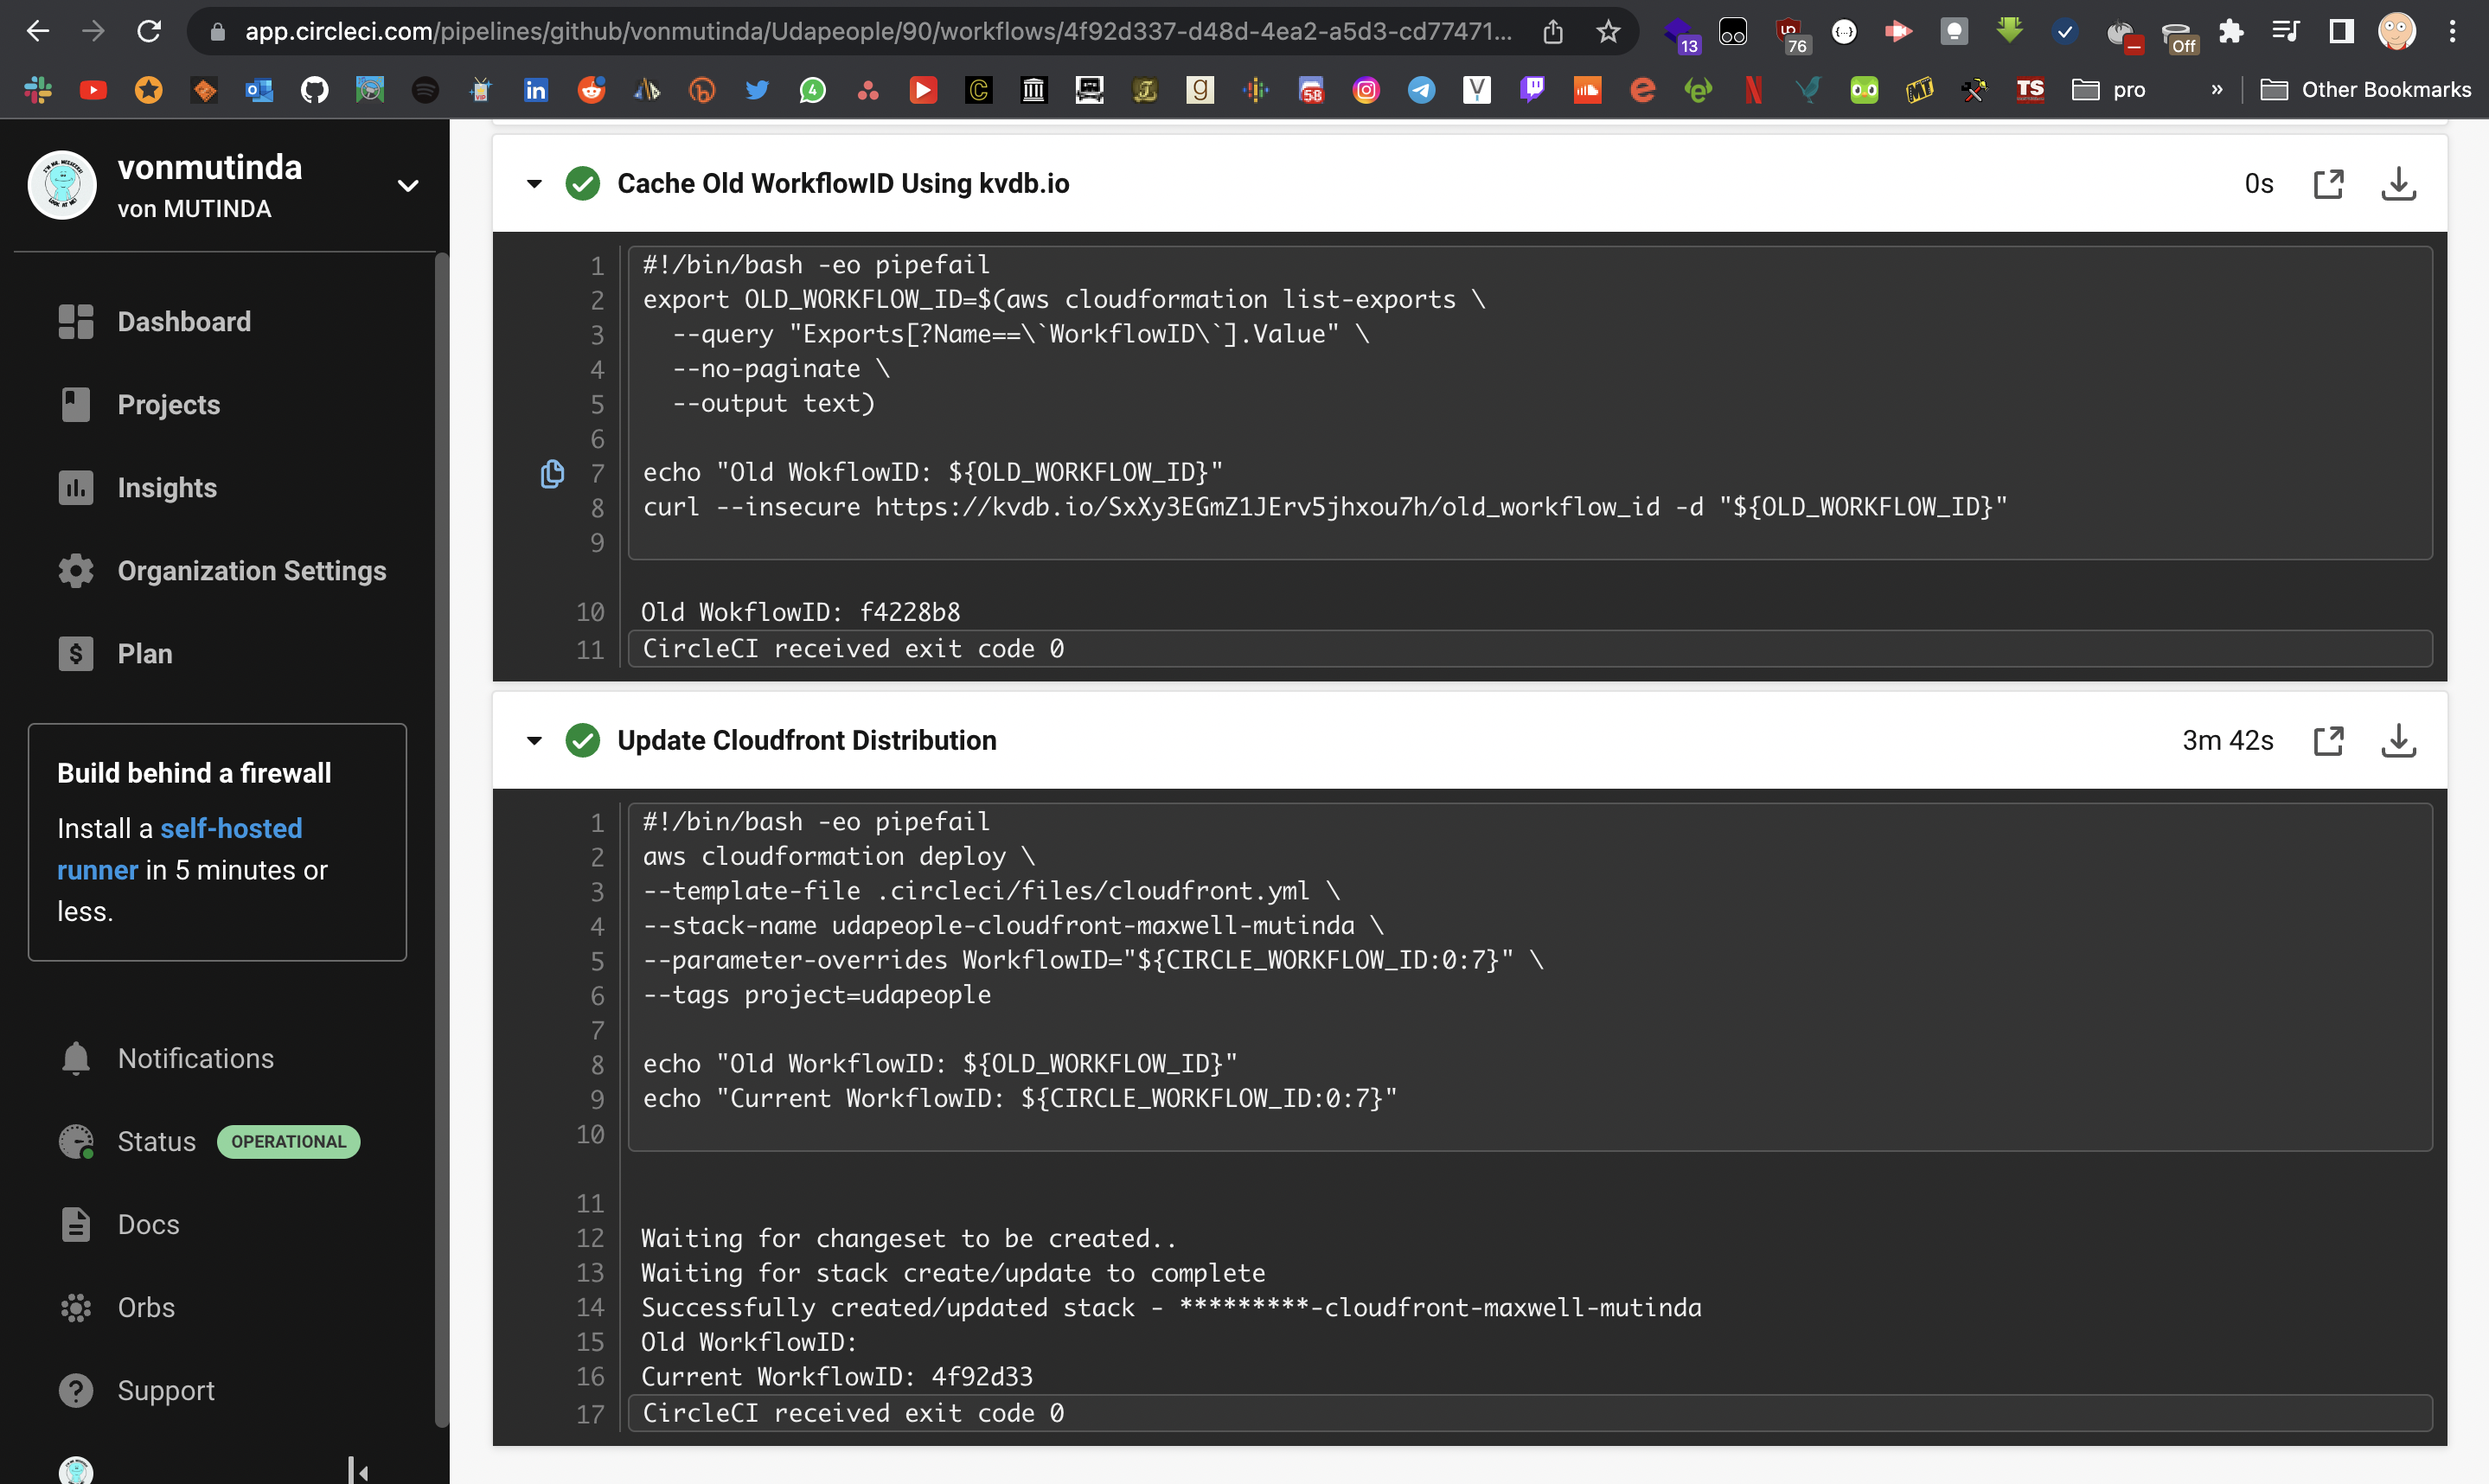 app.circleci.com/pipelines/github/vonmutinda/Udapeople/90/workflows/4f92d337-d48d-4ea2-a5d3-cd77471...
13
76
Off
4
58
pro
»
Other Bookmarks
vonmutinda
von MUTINDA
Dashboard
Projects
Insights
Organization Settings
Plan
Build behind a firewall
Install a self-hosted
runner in 5 minutes or
less.
Notifications
Status OPERATIONAL
Docs
Orbs
Support
Cache Old WorkflowID Using kvdb.io
0s
1 #!/bin/bash -eo pipefail
2 export OLD_WORKFLOW_ID=$(aws cloudformation list-exports \
3 --query "Exports[?Name==\`WorkflowID\`].Value" \
4 --no-paginate \
5 --output text)
6
7 echo "Old WokflowID: ${OLD_WORKFLOW_ID}"
8 curl --insecure https://kvdb.io/SxXy3EGmZ1JErv5jhxou7h/old_workflow_id -d "${OLD_WORKFLOW_ID}"
9
10 Old WokflowID: f4228b8
11 CircleCI received exit code 0
Update Cloudfront Distribution
3m 42s
1 #!/bin/bash -eo pipefail
2 aws cloudformation deploy \
3 --template-file .circleci/files/cloudfront.yml \
4 --stack-name udapeople-cloudfront-maxwell-mutinda \
5 --parameter-overrides WorkflowID="${CIRCLE_WORKFLOW_ID:0:7}" \
6 --tags project=udapeople
7
8 echo "Old WorkflowID: ${OLD_WORKFLOW_ID}"
9 echo "Current WorkflowID: ${CIRCLE_WORKFLOW_ID:0:7}"
10
11
12 Waiting for changeset to be created..
13 Waiting for stack create/update to complete
14 Successfully created/updated stack - *********-cloudfront-maxwell-mutinda
15 Old WorkflowID:
16 Current WorkflowID: 4f92d33
17 CircleCI received exit code 0